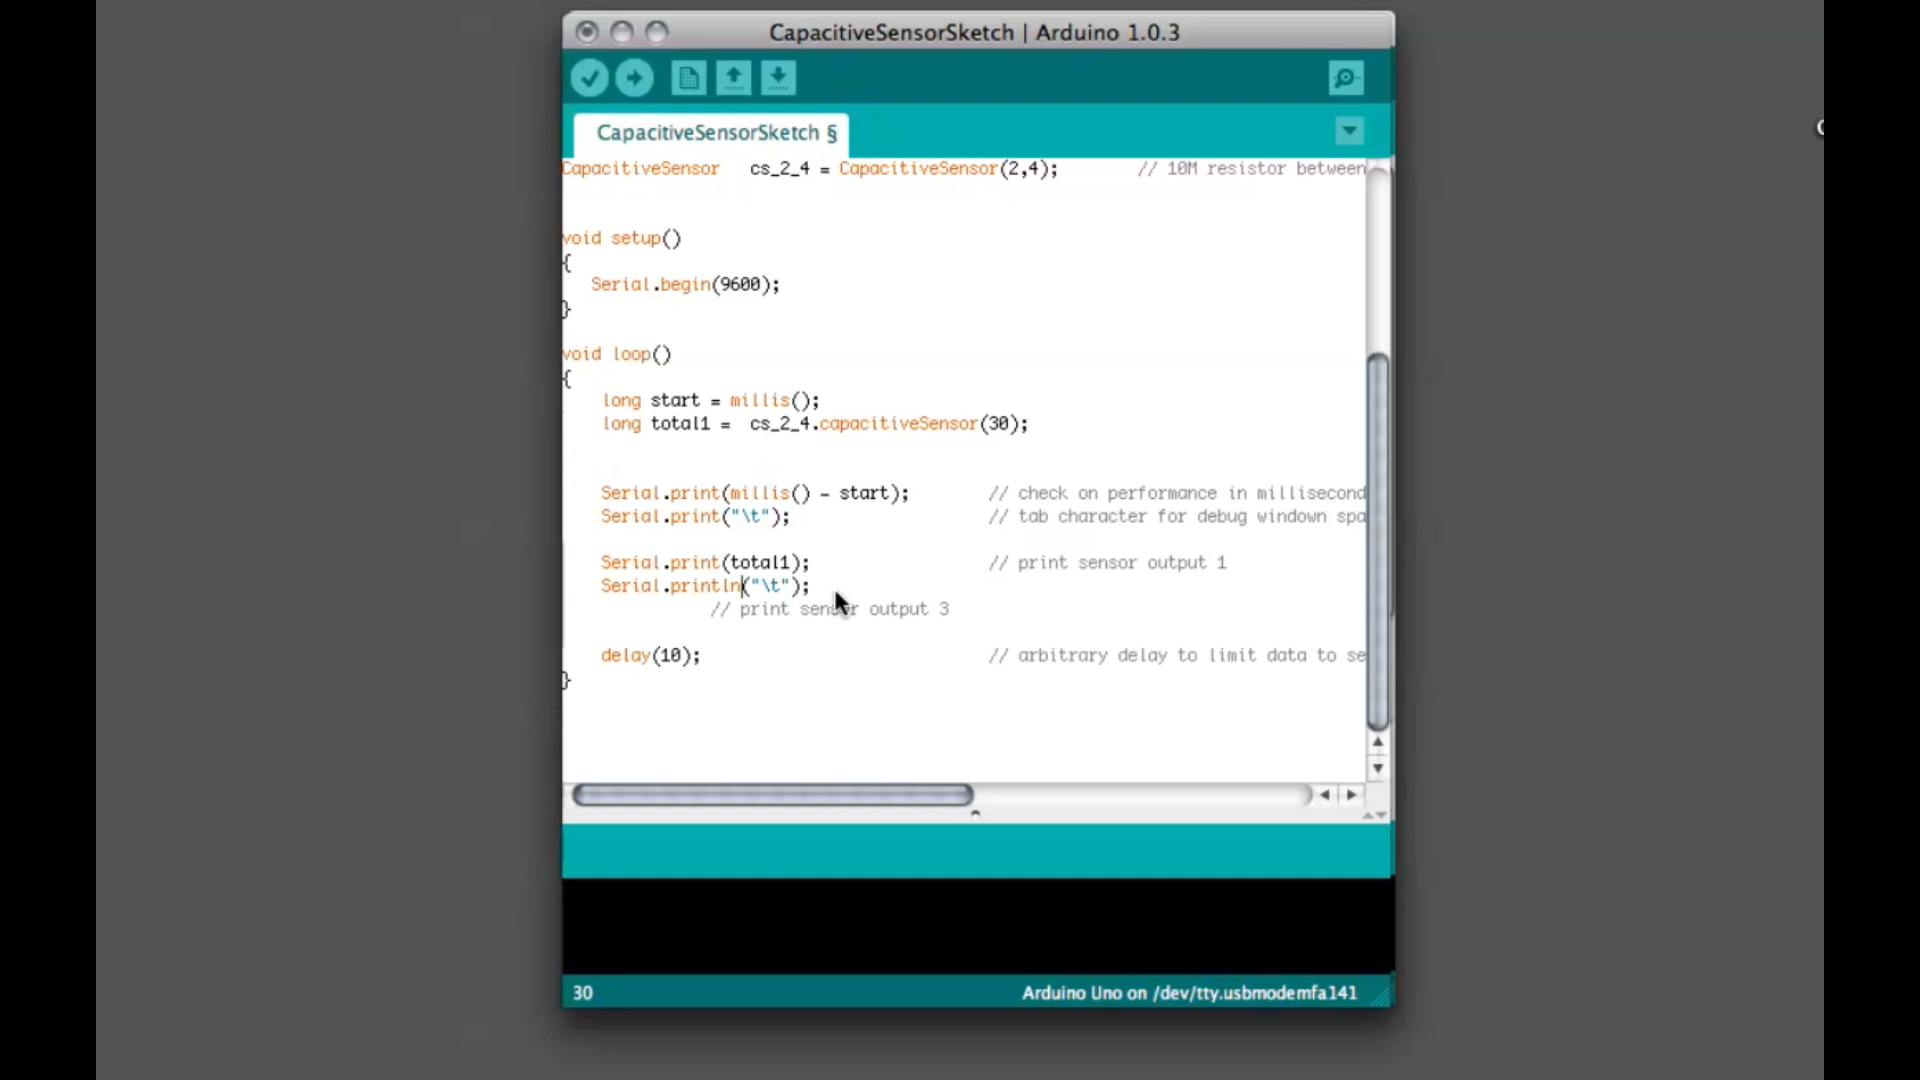 CapacitiveSensorSketch | Arduino 1.0.3
CapacitiveSensorSketch §
CapacitiveSensor cs_2_4 = CapacitiveSensor(2,4); // 10M resistor between
void setup()
{
Serial.begin(9600);
}
void loop()
{
long start = millis();
long total1 = cs_2_4.capacitiveSensor(30);
Serial.print(millis() - start); // check on performance in millisecond
Serial.print("\t"); // tab character for debug windown spa
Serial.print(total1); // print sensor output 1
Serial.println("\t");
// print sensor output 3
delay(10); // arbitrary delay to limit data to se
}
30
Arduino Uno on /dev/tty.usbmodemfa141